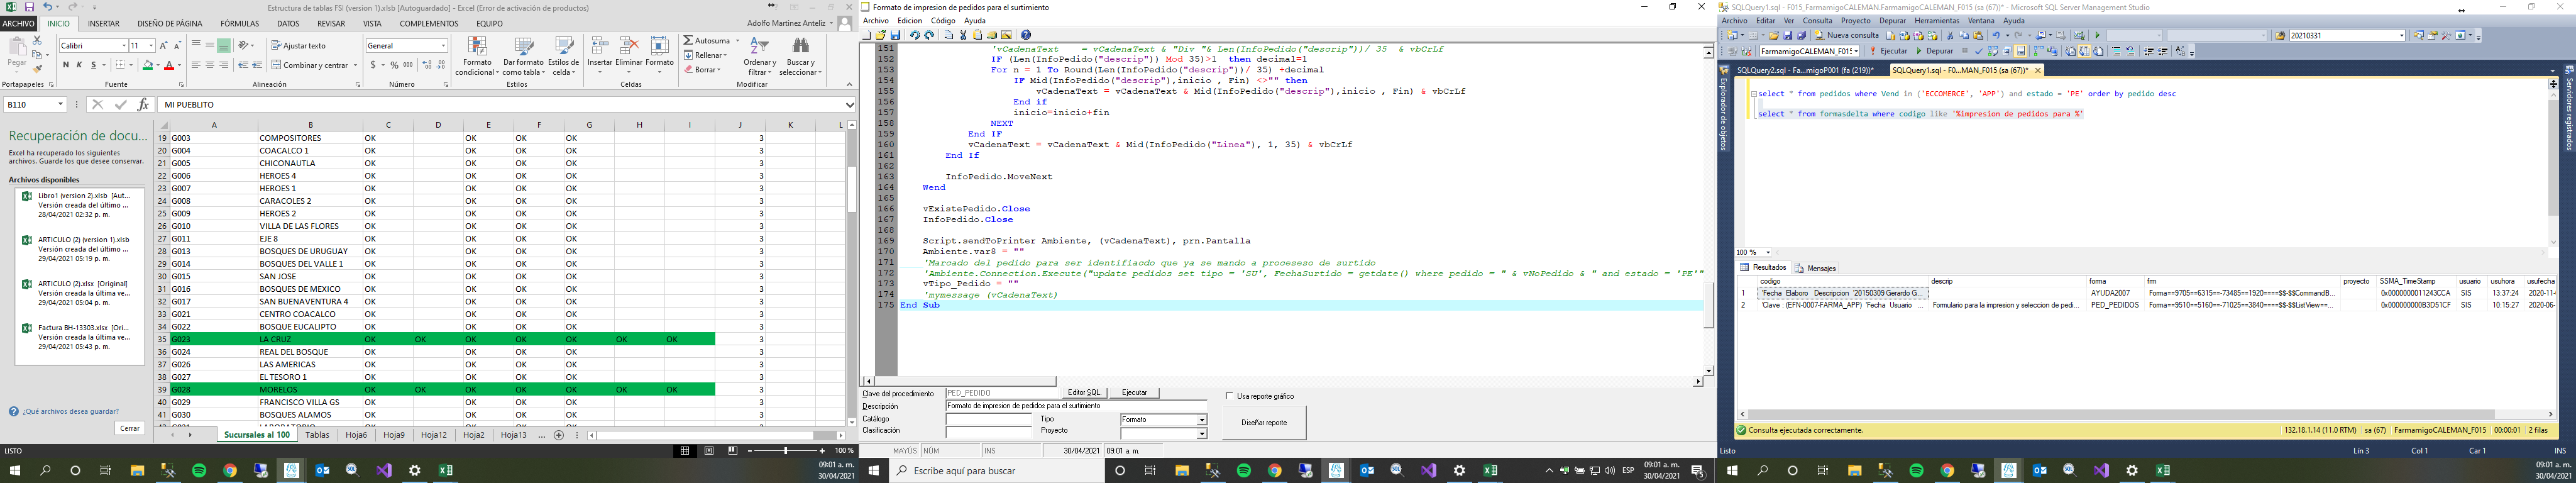 Estructura de tablas FSI (version 1).xlsb [Autoguardado] - Excel (Error de activación de productos)
ARCHIVO INICIO INSERTAR DISEÑO DE PÁGINA FÓRMULAS DATOS REVISAR VISTA COMPLEMENTOS EQUIPO
Adolfo Martinez Anteliz
Calibri 11
Ajustar texto
General
Autosuma
Rellenar
Borrar
Pegar
N K S
Combinar y centrar
$ % 000
Formato condicional
Dar formato como tabla
Estilos de celda
Insertar Eliminar Formato
Ordenar y filtrar
Buscar y seleccionar
Portapapeles Fuente Alineación Número Estilos Celdas Modificar
B110 fx MI PUEBLITO
Recuperación de docu...
Excel ha recuperado los siguientes
archivos. Guarde los que desee conservar.
Archivos disponibles
Libro1 (version 2).xlsb [Aut...
Versión creada del último ...
28/04/2021 02:32 p. m.
ARTICULO (2) (version 1).xlsb
Versión creada del último ...
29/04/2021 05:19 p. m.
ARTICULO (2).xlsx [Original]
Versión creada la última ve...
29/04/2021 05:04 p. m.
Factura BH-13303.xlsx [Ori...
Versión creada la última ve...
29/04/2021 05:43 p. m.
¿Qué archivos desea guardar?
Cerrar
A B C D E F G H I J K L
19 G003 COMPOSITORES OK OK OK OK 3
20 G004 COACALCO 1 OK OK OK OK 3
21 G005 CHICONAUTLA OK OK OK OK 3
22 G006 HEROES 4 OK OK OK OK 3
23 G007 HEROES 1 OK OK OK OK 3
24 G008 CARACOLES 2 OK OK OK OK 3
25 G009 HEROES 2 OK OK OK OK 3
26 G010 VILLA DE LAS FLORES OK OK OK OK 3
27 G011 EJE 8 OK OK OK OK 3
28 G013 BOSQUES DE URUGUAY OK OK OK OK 3
29 G014 BOSQUES DEL VALLE 1 OK OK OK OK 3
30 G015 SAN JOSE OK OK OK OK 3
31 G016 BOSQUES DE MEXICO OK OK OK OK 3
32 G017 SAN BUENAVENTURA 4 OK OK OK OK 3
33 G021 CENTRO COACALCO OK OK OK OK 3
34 G022 BOSQUE EUCALIPTO OK OK OK OK 3
35 G023 LA CRUZ OK OK OK OK OK OK OK 3
36 G024 REAL DEL BOSQUE OK OK OK OK 3
37 G026 LAS AMERICAS OK OK OK OK 3
38 G027 EL TESORO 1 OK OK OK OK 3
39 G028 MORELOS OK OK OK OK OK OK OK 3
40 G029 FRANCISCO VILLA GS OK OK OK OK 3
41 G030 BOSQUES ALAMOS OK OK OK OK 3
Sucursales al 100 Tablas Hoja6 Hoja9 Hoja12 Hoja2 Hoja13 ...
LISTO 100 %
09:01 a. m.
30/04/2021
Formato de impresion de pedidos para el surtimiento
Archivo Edicion Código Ayuda
151 'vCadenaText = vCadenaText & "Div "& Len(InfoPedido("descrip"))/ 35 & vbCrLf
152 IF (Len(InfoPedido("descrip")) Mod 35)>1 then decimal=1
153 For n = 1 To Round(Len(InfoPedido("descrip"))/ 35) +decimal
154 IF Mid(InfoPedido("descrip"),inicio , Fin) <>"" then
155 vCadenaText = vCadenaText & Mid(InfoPedido("descrip"),inicio , Fin) & vbCrLf
156 End if
157 inicio=inicio+fin
158 NEXT
159 End IF
160 vCadenaText = vCadenaText & Mid(InfoPedido("Linea"), 1, 35) & vbCrLf
161 End If
162
163 InfoPedido.MoveNext
164 Wend
165
166 vExistePedido.Close
167 InfoPedido.Close
168
169 Script.sendToPrinter Ambiente, (vCadenaText), prn.Pantalla
170 Ambiente.var8 = ""
171 'Marcado del pedido para ser identifiacdo que ya se mando a proceseso de surtido
172 'Ambiente.Connection.Execute("update pedidos set tipo = 'SU', FechaSurtido = getdate() where pedido = " & vNoPedido & " and estado = 'PE'"
173 vTipo_Pedido = ""
174 'mymessage (vCadenaText)
175 End Sub
Clave del procedimiento PED_PEDIDO Editor SQL. Ejecutar Usa reporte gráfico
Descripción Formato de impresion de pedidos para el surtimiento
Catálogo Tipo Formato Diseñar reporte
Clasificación Proyecto
MAYÚS NÚM INS 30/04/2021 09:01 a. m.
Escribe aquí para buscar
ESP
09:01 a. m.
30/04/2021
SQLQuery1.sql - F015_FarmamigoCALEMAN.FarmamigoCALEMAN_F015 (sa (67))* - Microsoft SQL Server Management Studio
Archivo Editar Ver Consulta Proyecto Depurar Herramientas Ventana Ayuda
Nueva consulta 20210331
FarmamigoCALEMAN_F015 Ejecutar Depurar
SQLQuery2.sql - Fa...migoP001 (fa (219))* SQLQuery1.sql - F0...MAN_F015 (sa (67))*
Explorador de objetos
Servidores registrados
select * from pedidos where Vend in ('ECCOMERCE', 'APP') and estado = 'PE' order by pedido desc
select * from formasdelta where codigo like '%impresion de pedidos para %'
100 %
Resultados Mensajes
codigo descrip forma frm proyecto SSMA_TimeStamp usuario usuhora usufecha
1 'Fecha Elaboro Descripcion '20150309 Gerardo G... AYUDA2007 Forma==9705==6315==-73485==1920====$$-$$CommandB... 0x0000000011243CCA SIS 13:37:24 2020-11-
2 'Clave : (EFN-0007-FARMA_APP) 'Fecha Usuario ... Formulario para la impresion y seleccion de pedi... PED_PEDIDOS Forma==9510==5160==-71025==3840====$$-$$ListView==... 0x000000000B3D51CF SIS 10:15:27 2020-06-
Consulta ejecutada correctamente. 132.18.1.14 (11.0 RTM) sa (67) FarmamigoCALEMAN_F015 00:00:01 2 filas
Listo Lín 3 Col 1 Car 1 INS
09:01 a. m.
30/04/2021